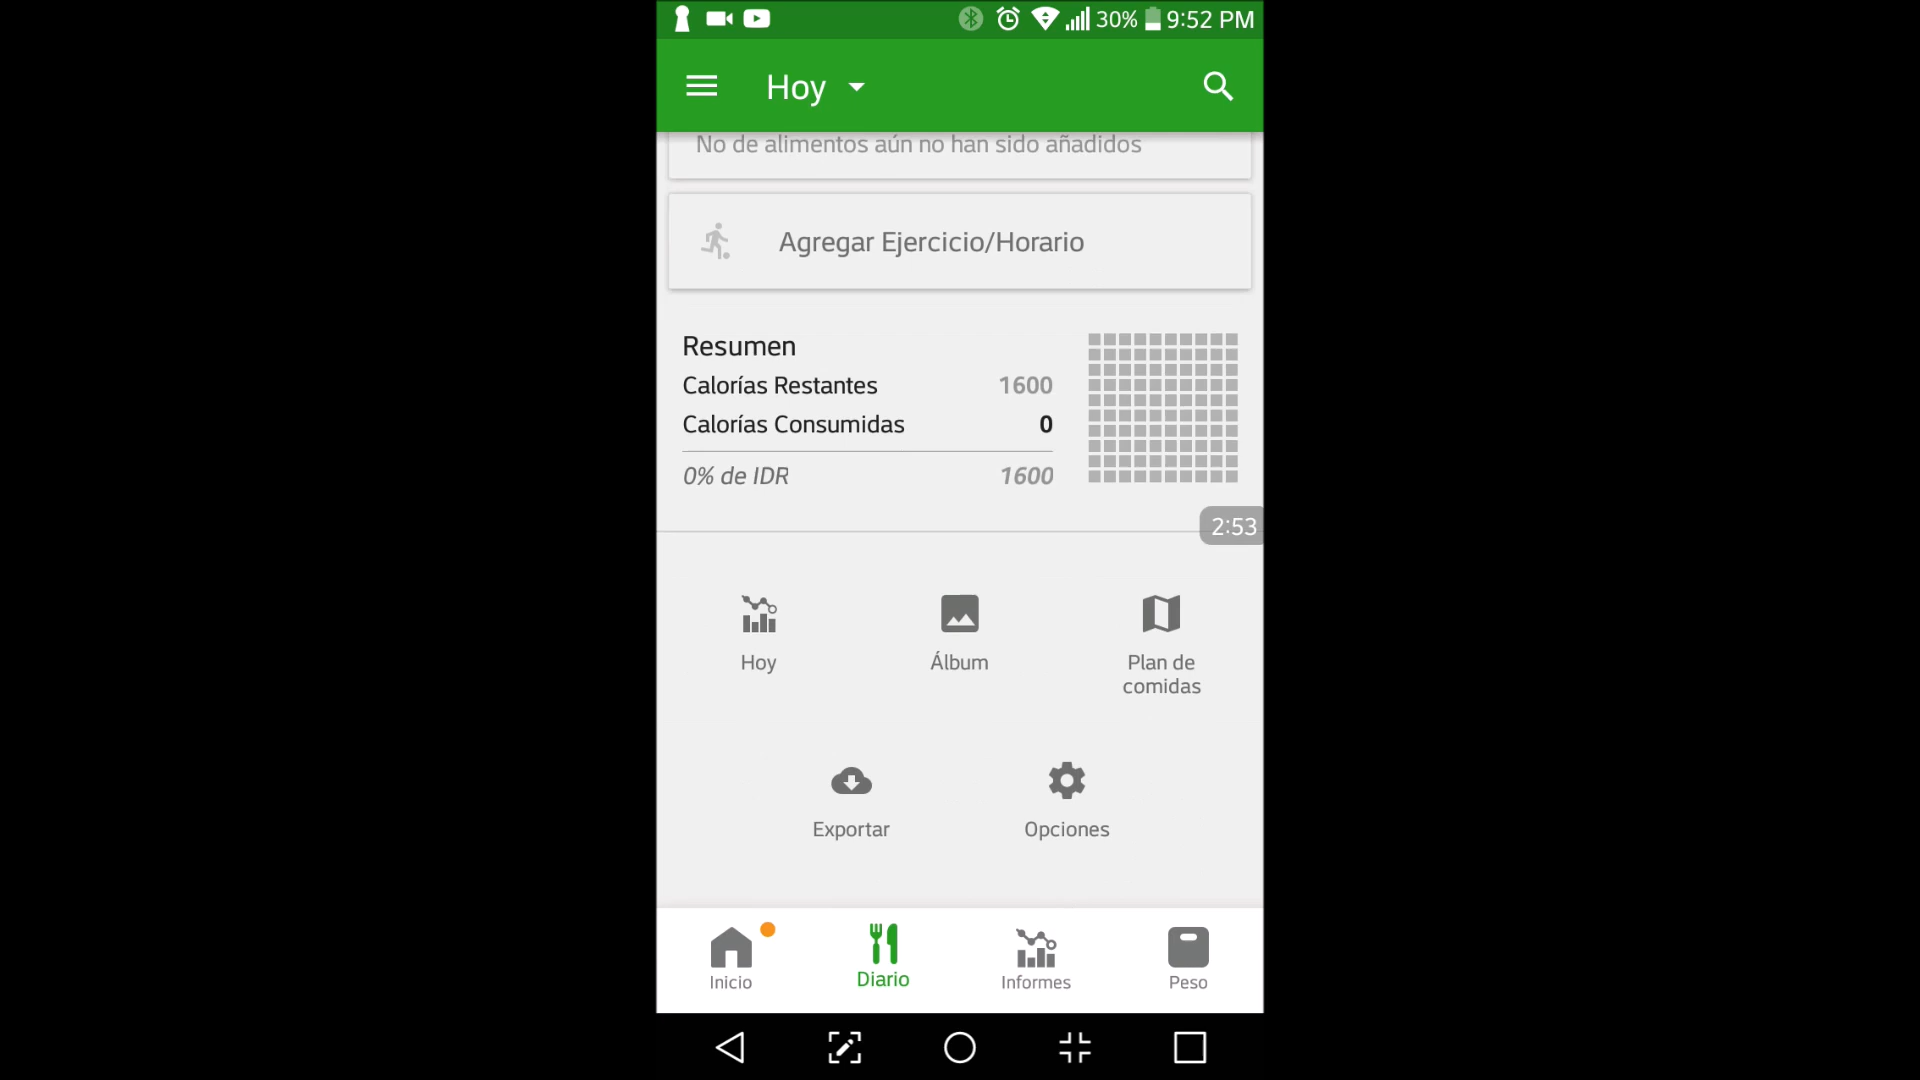 30% 9:52 PM
Hoy
No de alimentos aún no han sido añadidos
Agregar Ejercicio/Horario
Resumen
Calorías Restantes 1600
Calorías Consumidas 0
0% de IDR 1600
2:53
Hoy
Álbum
Plan de
comidas
Exportar
Opciones
Inicio
Diario
Informes
Peso